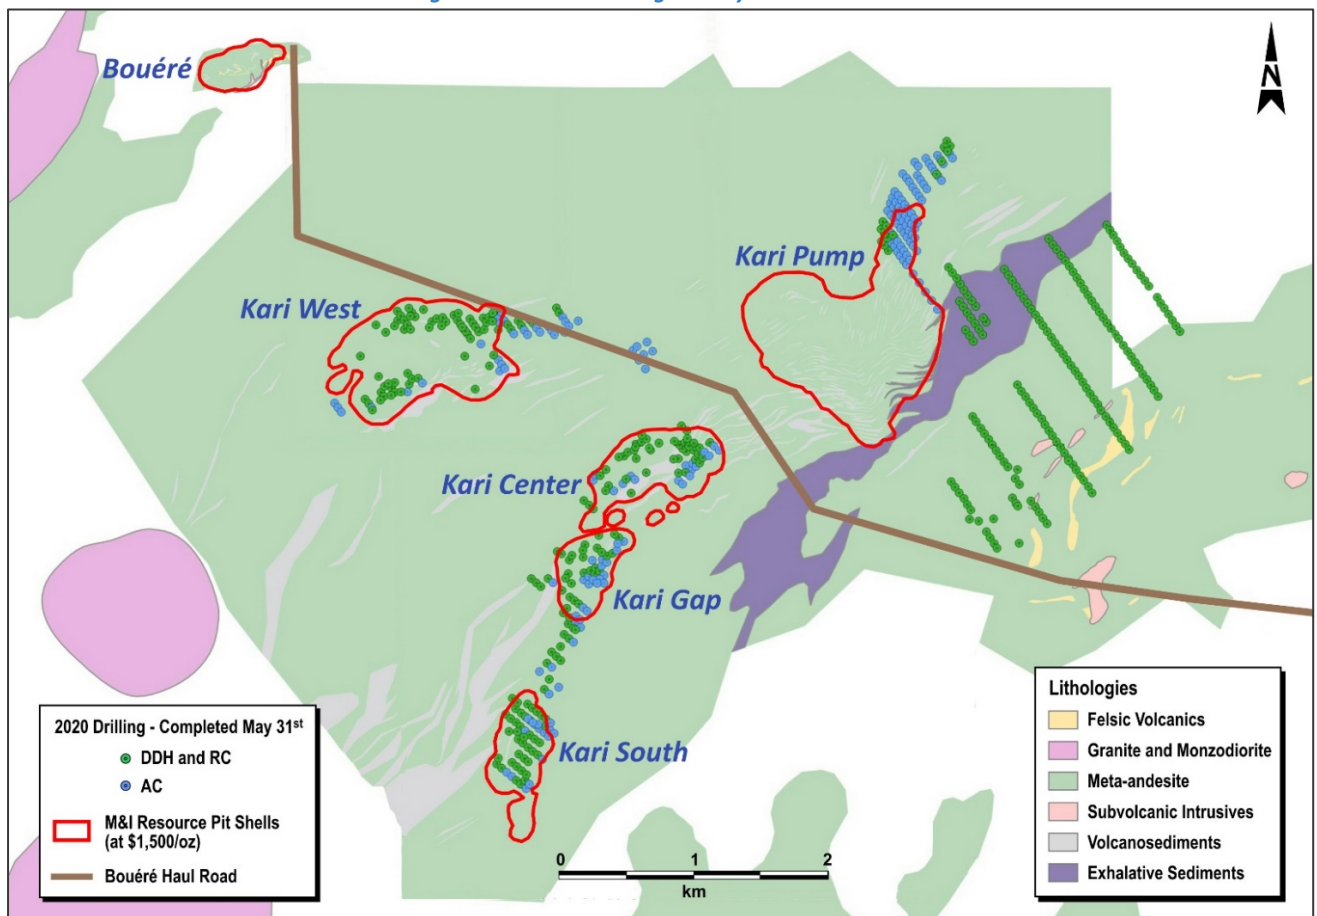 Bouéré
N
Kari Pump
Kari West
Kari Center
Kari Gap
Kari South
2020 Drilling - Completed May 31st
DDH and RC
AC
M&I Resource Pit Shells
(at $1,500/oz)
Bouéré Haul Road
0 1 2
km
Lithologies
Felsic Volcanics
Granite and Monzodiorite
Meta-andesite
Subvolcanic Intrusives
Volcanosediments
Exhalative Sediments